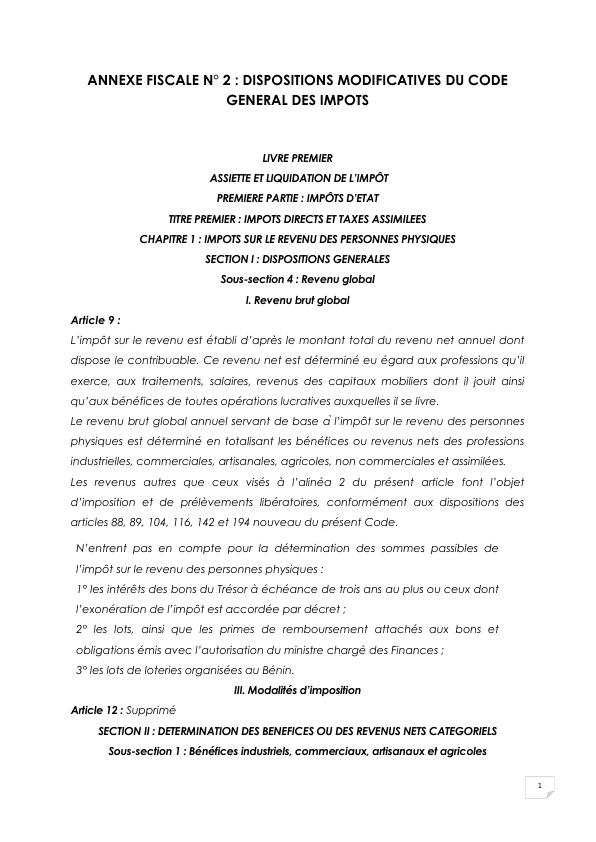 ANNEXE FISCALE N° 2 : DISPOSITIONS MODIFICATIVES DU CODE
GENERAL DES IMPOTS
LIVRE PREMIER
ASSIETTE ET LIQUIDATION DE L'IMPÔT
PREMIERE PARTIE : IMPÔTS D'ETAT
TITRE PREMIER : IMPOTS DIRECTS ET TAXES ASSIMILEES
CHAPITRE 1 : IMPOTS SUR LE REVENU DES PERSONNES PHYSIQUES
SECTION I : DISPOSITIONS GENERALES
Sous-section 4 : Revenu global
I. Revenu brut global
Article 9 :
L'impôt sur le revenu est établi d'après le montant total du revenu net annuel dont
dispose le contribuable. Ce revenu net est déterminé eu égard aux professions qu'il
exerce, aux traitements, salaires, revenus des capitaux mobiliers dont il jouit ainsi
qu'aux bénéfices de toutes opérations lucratives auxquelles il se livre.
Le revenu brut global annuel servant de base à l'impôt sur le revenu des personnes
physiques est déterminé en totalisant les bénéfices ou revenus nets des professions
industrielles, commerciales, artisanales, agricoles, non commerciales et assimilées.
Les revenus autres que ceux visés à l'alinéa 2 du présent article font l'objet
d'imposition et de prélèvements libératoires, conformément aux dispositions des
articles 88, 89, 104, 116, 142 et 194 nouveau du présent Code.
N'entrent pas en compte pour la détermination des sommes passibles de
l'impôt sur le revenu des personnes physiques :
1° les intérêts des bons du Trésor à échéance de trois ans au plus ou ceux dont
l'exonération de l'impôt est accordée par décret ;
2° les lots, ainsi que les primes de remboursement attachés aux bons et
obligations émis avec l'autorisation du ministre chargé des Finances ;
3° les lots de loteries organisées au Bénin.
III. Modalités d'imposition
Article 12 : Supprimé
SECTION II : DETERMINATION DES BENEFICES OU DES REVENUS NETS CATEGORIELS
Sous-section 1 : Bénéfices industriels, commerciaux, artisanaux et agricoles
1